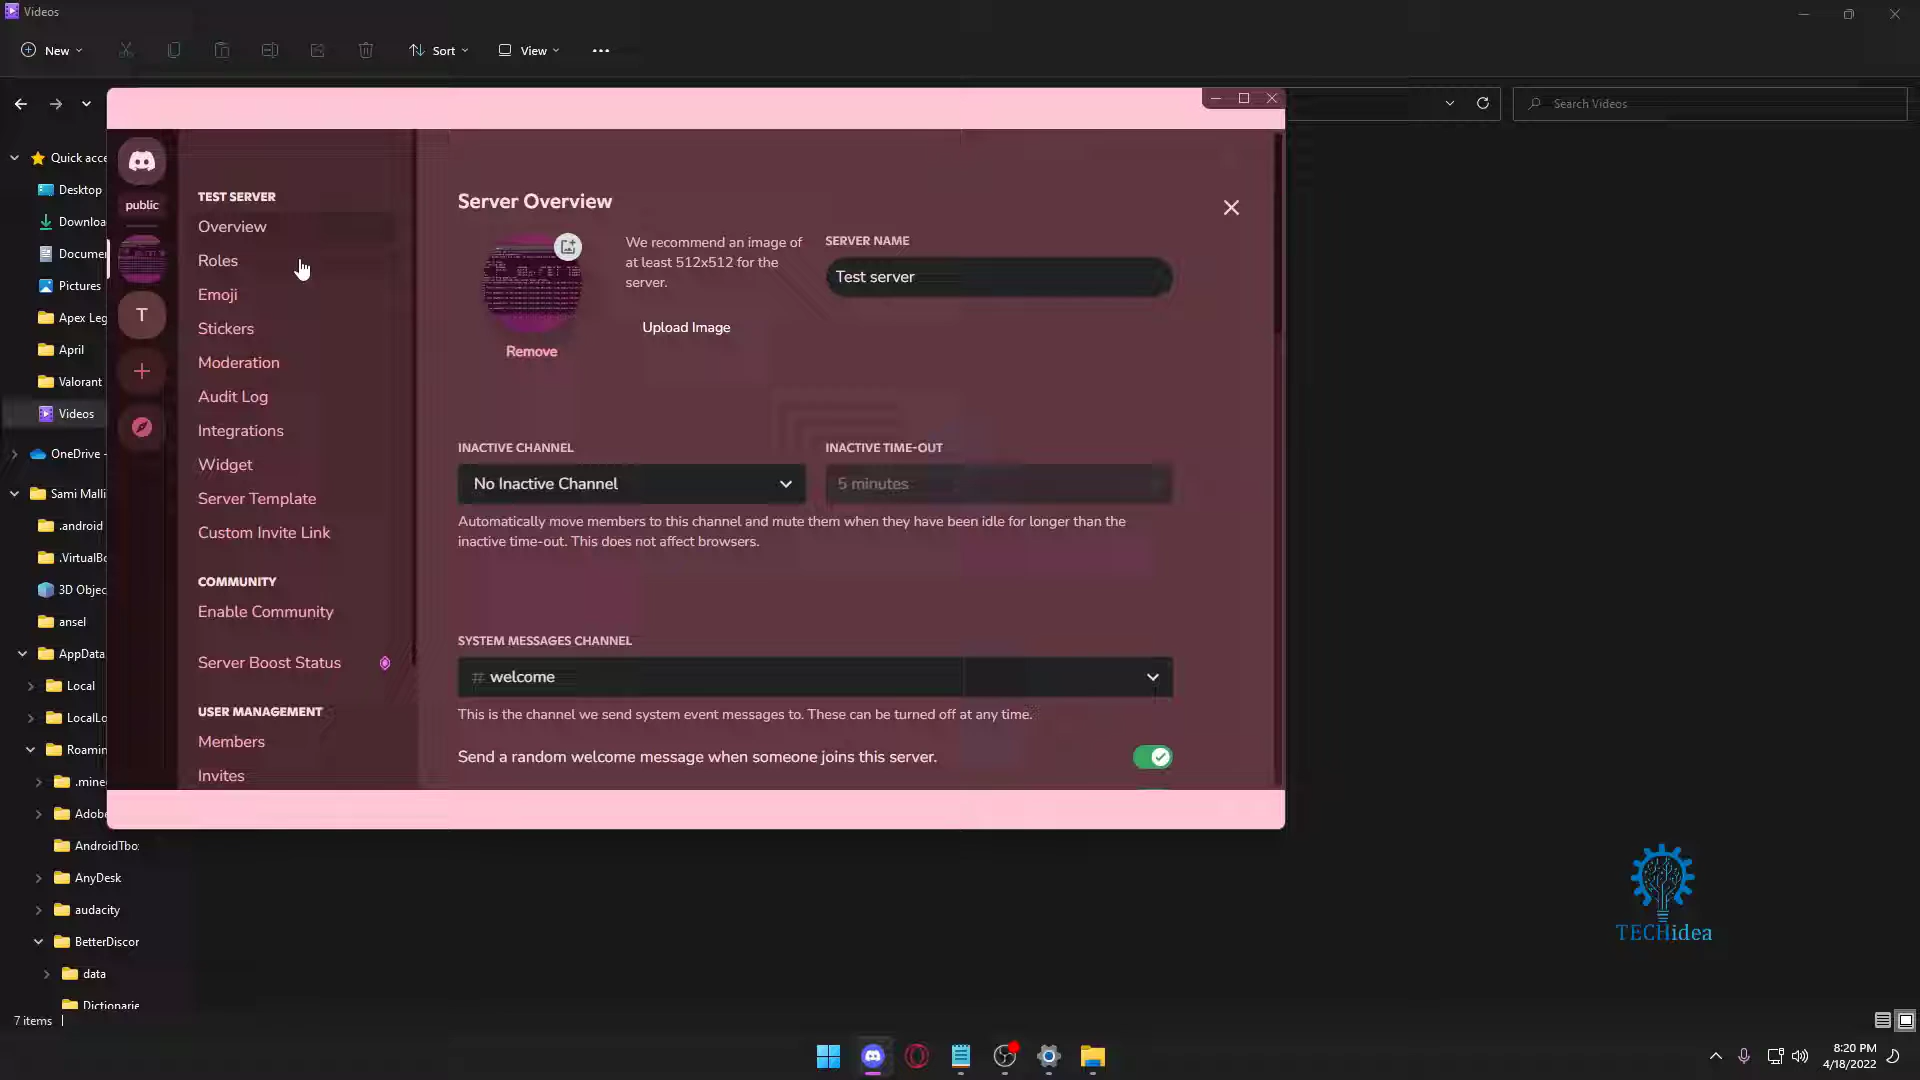 Videos
New
Sort
View
Search Videos
Quick acce
Desktop
Downloa
Documen
Pictures
Apex Leg
April
Valorant
Videos
OneDrive -
Sami Malli
.android
.VirtualBo
3D Objec
ansel
AppData
Local
LocalLo
Roamin
.mine
Adobe
AndroidTbo
AnyDesk
audacity
BetterDiscor
data
Dictionarie
7 items
public
T
TEST SERVER
Overview
Roles
Emoji
Stickers
Moderation
Audit Log
Integrations
Widget
Server Template
Custom Invite Link
COMMUNITY
Enable Community
Server Boost Status
USER MANAGEMENT
Members
Invites
Server Overview
Remove
We recommend an image of
at least 512x512 for the
server.
Upload Image
SERVER NAME
Test server
INACTIVE CHANNEL
No Inactive Channel
INACTIVE TIME-OUT
5 minutes
Automatically move members to this channel and mute them when they have been idle for longer than the
inactive time-out. This does not affect browsers.
SYSTEM MESSAGES CHANNEL
# welcome
This is the channel we send system event messages to. These can be turned off at any time.
Send a random welcome message when someone joins this server.
TECHidea
8:20 PM
4/18/2022